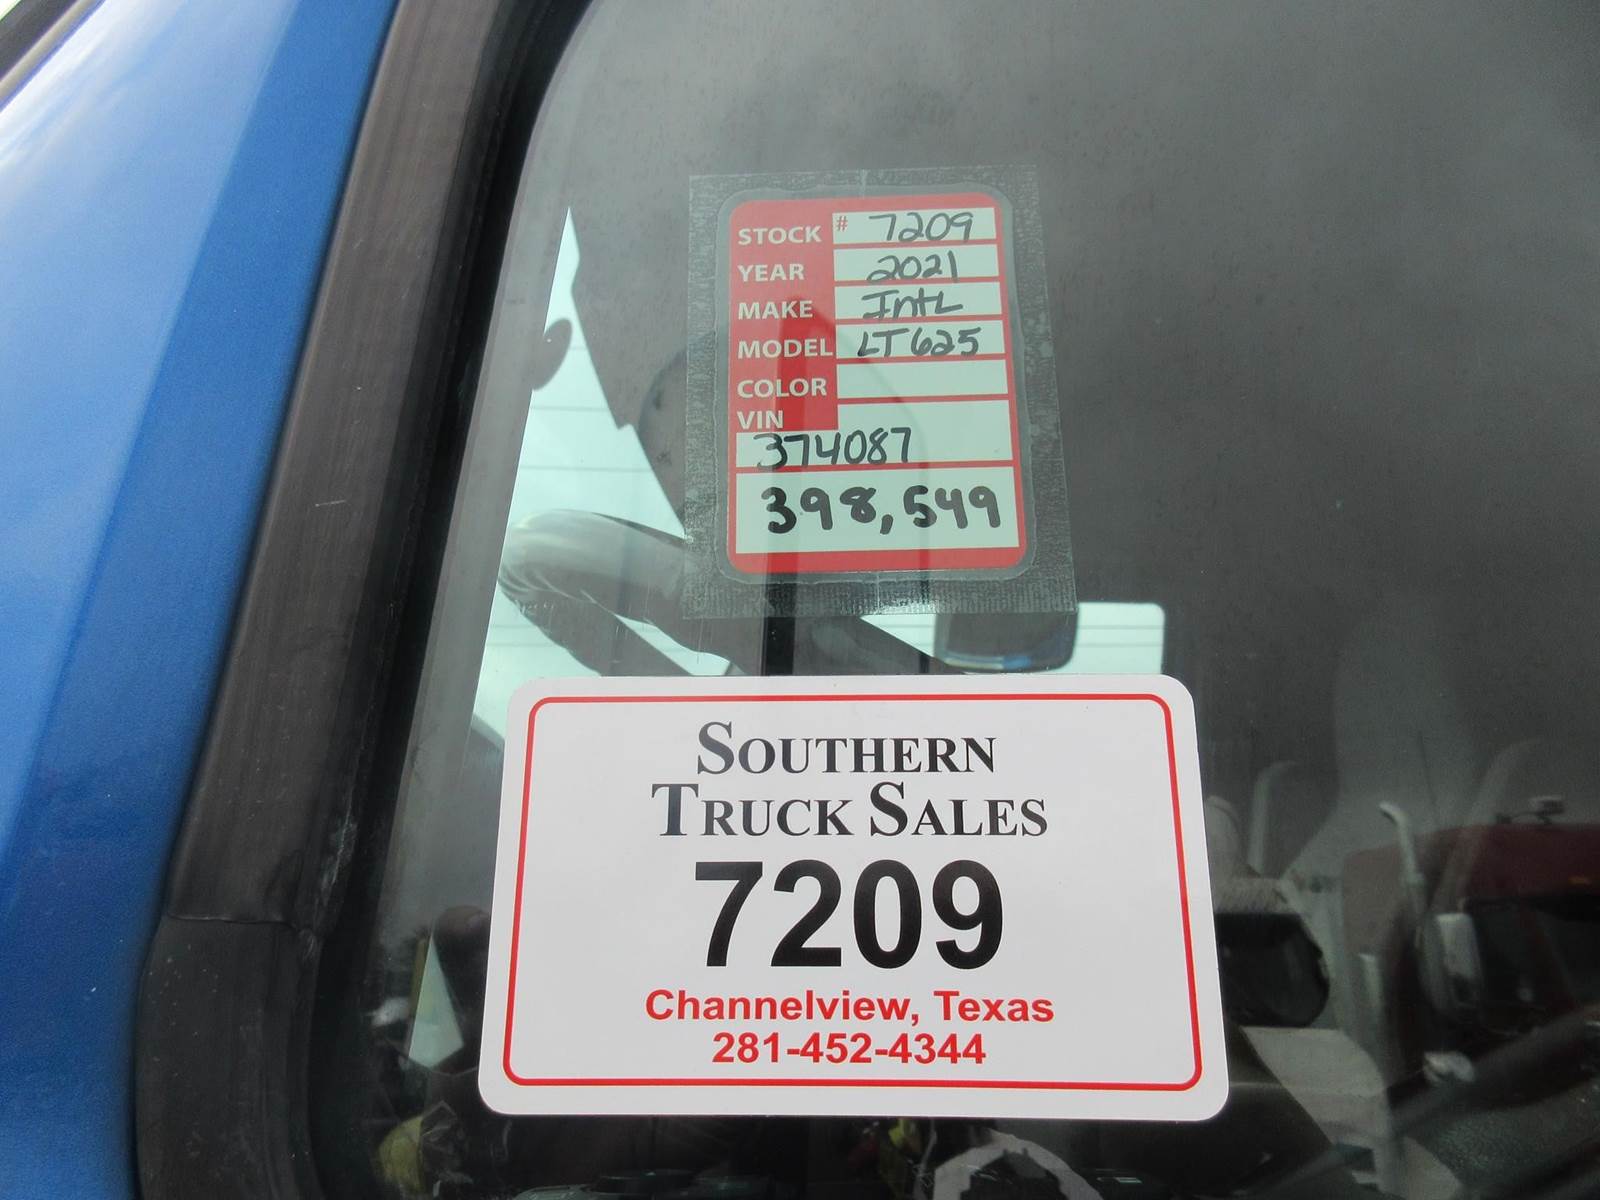 STOCK # 7209
YEAR 2021
MAKE Intl
MODEL LT625
COLOR
VIN
374087
398,549
SOUTHERN
TRUCK SALES
7209
Channelview, Texas
281-452-4344